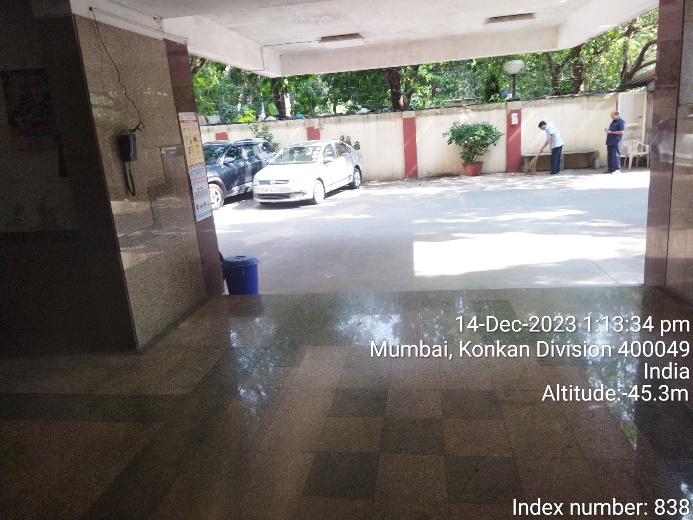 14-Dec-2023 1:13:34 pm
Mumbai, Konkan Division 400049
India
Altitude:-45.3m
Index number: 838